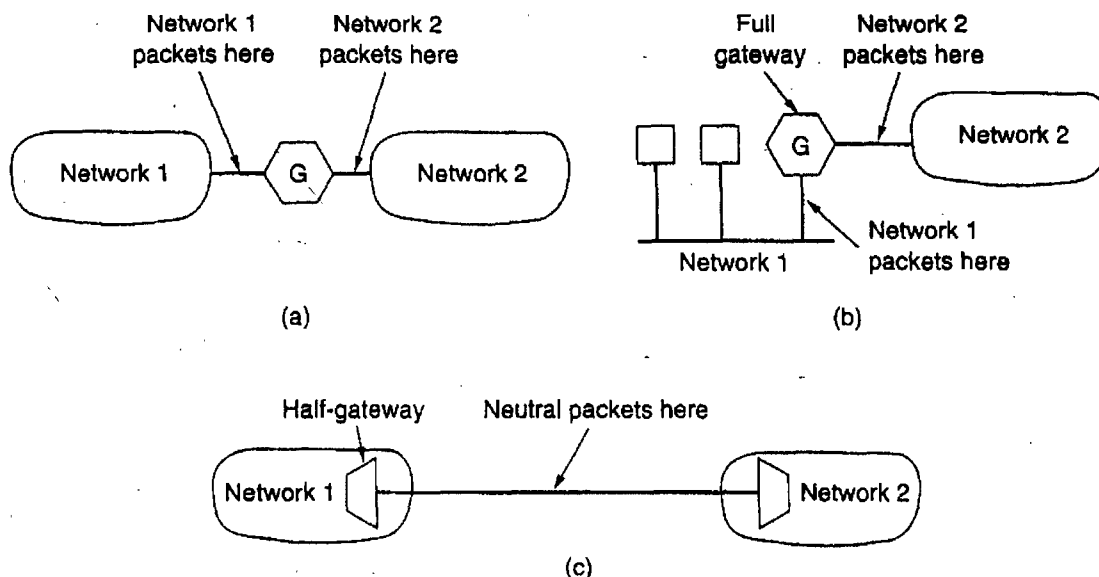 Network 1
packets here
Network 2
packets here
Network 1
G
Network 2
(a)
Full
gateway
Network 2
packets here
G
Network 2
Network 1
packets here
Network 1
(b)
Half-gateway
Neutral packets here
Network 1
Network 2
(c)